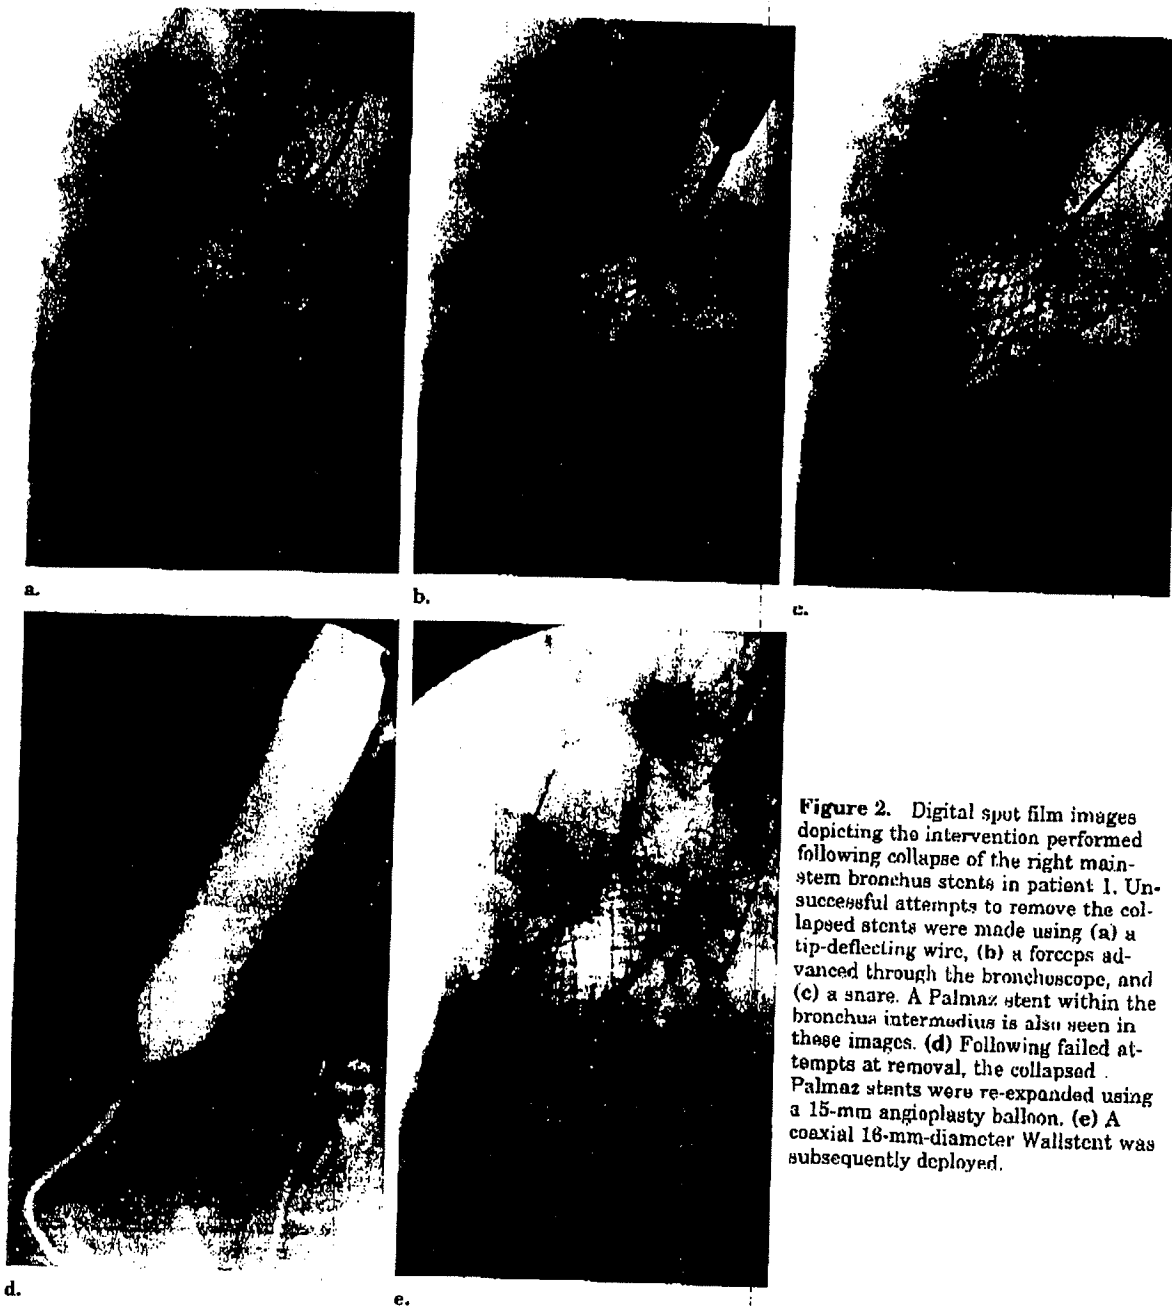 a.
b.
c.
d.
e.
Figure 2. Digital spot film images
depicting the intervention performed
following collapse of the right main-
stem bronchus stents in patient 1. Un-
successful attempts to remove the col-
lapsed stents were made using (a) a
tip-deflecting wire, (b) a forceps ad-
vanced through the bronchoscope, and
(c) a snare. A Palmaz stent within the
bronchus intermedius is also seen in
these images. (d) Following failed at-
tempts at removal, the collapsed
Palmaz stents were re-expanded using
a 15-mm angioplasty balloon. (e) A
coaxial 16-mm-diameter Wallstent was
subsequently deployed.